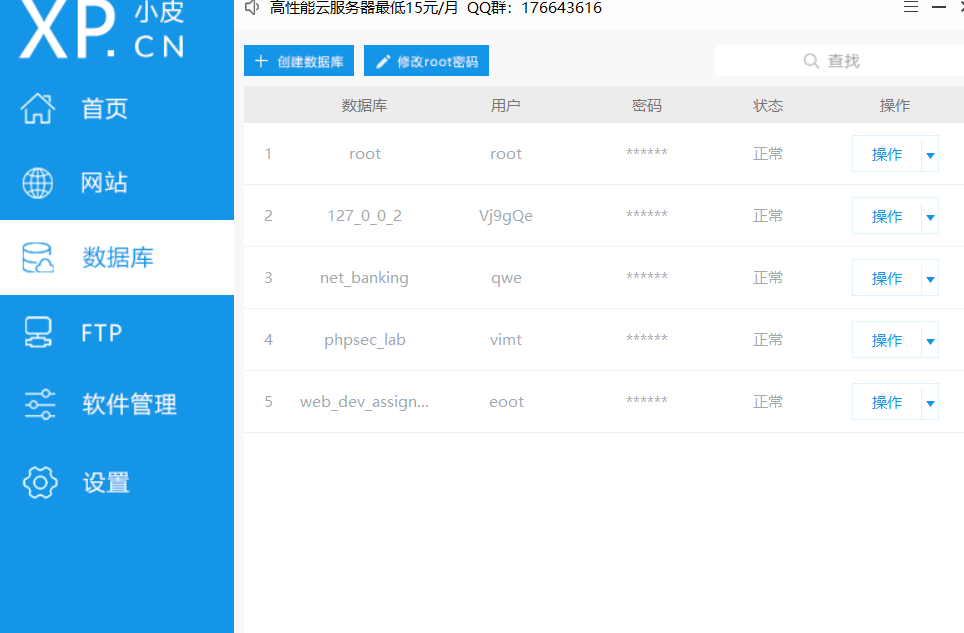 高性能云服务器最低15元/月 QQ群：176643616
XP. 小皮
CN
首页
网站
数据库
FTP
软件管理
设置
创建数据库 修改root密码 查找
数据库 用户 密码 状态 操作
1 root root ****** 正常 操作
2 127_0_0_2 Vj9gQe ****** 正常 操作
3 net_banking qwe ****** 正常 操作
4 phpsec_lab vimt ****** 正常 操作
5 web_dev_assign... eoot ****** 正常 操作